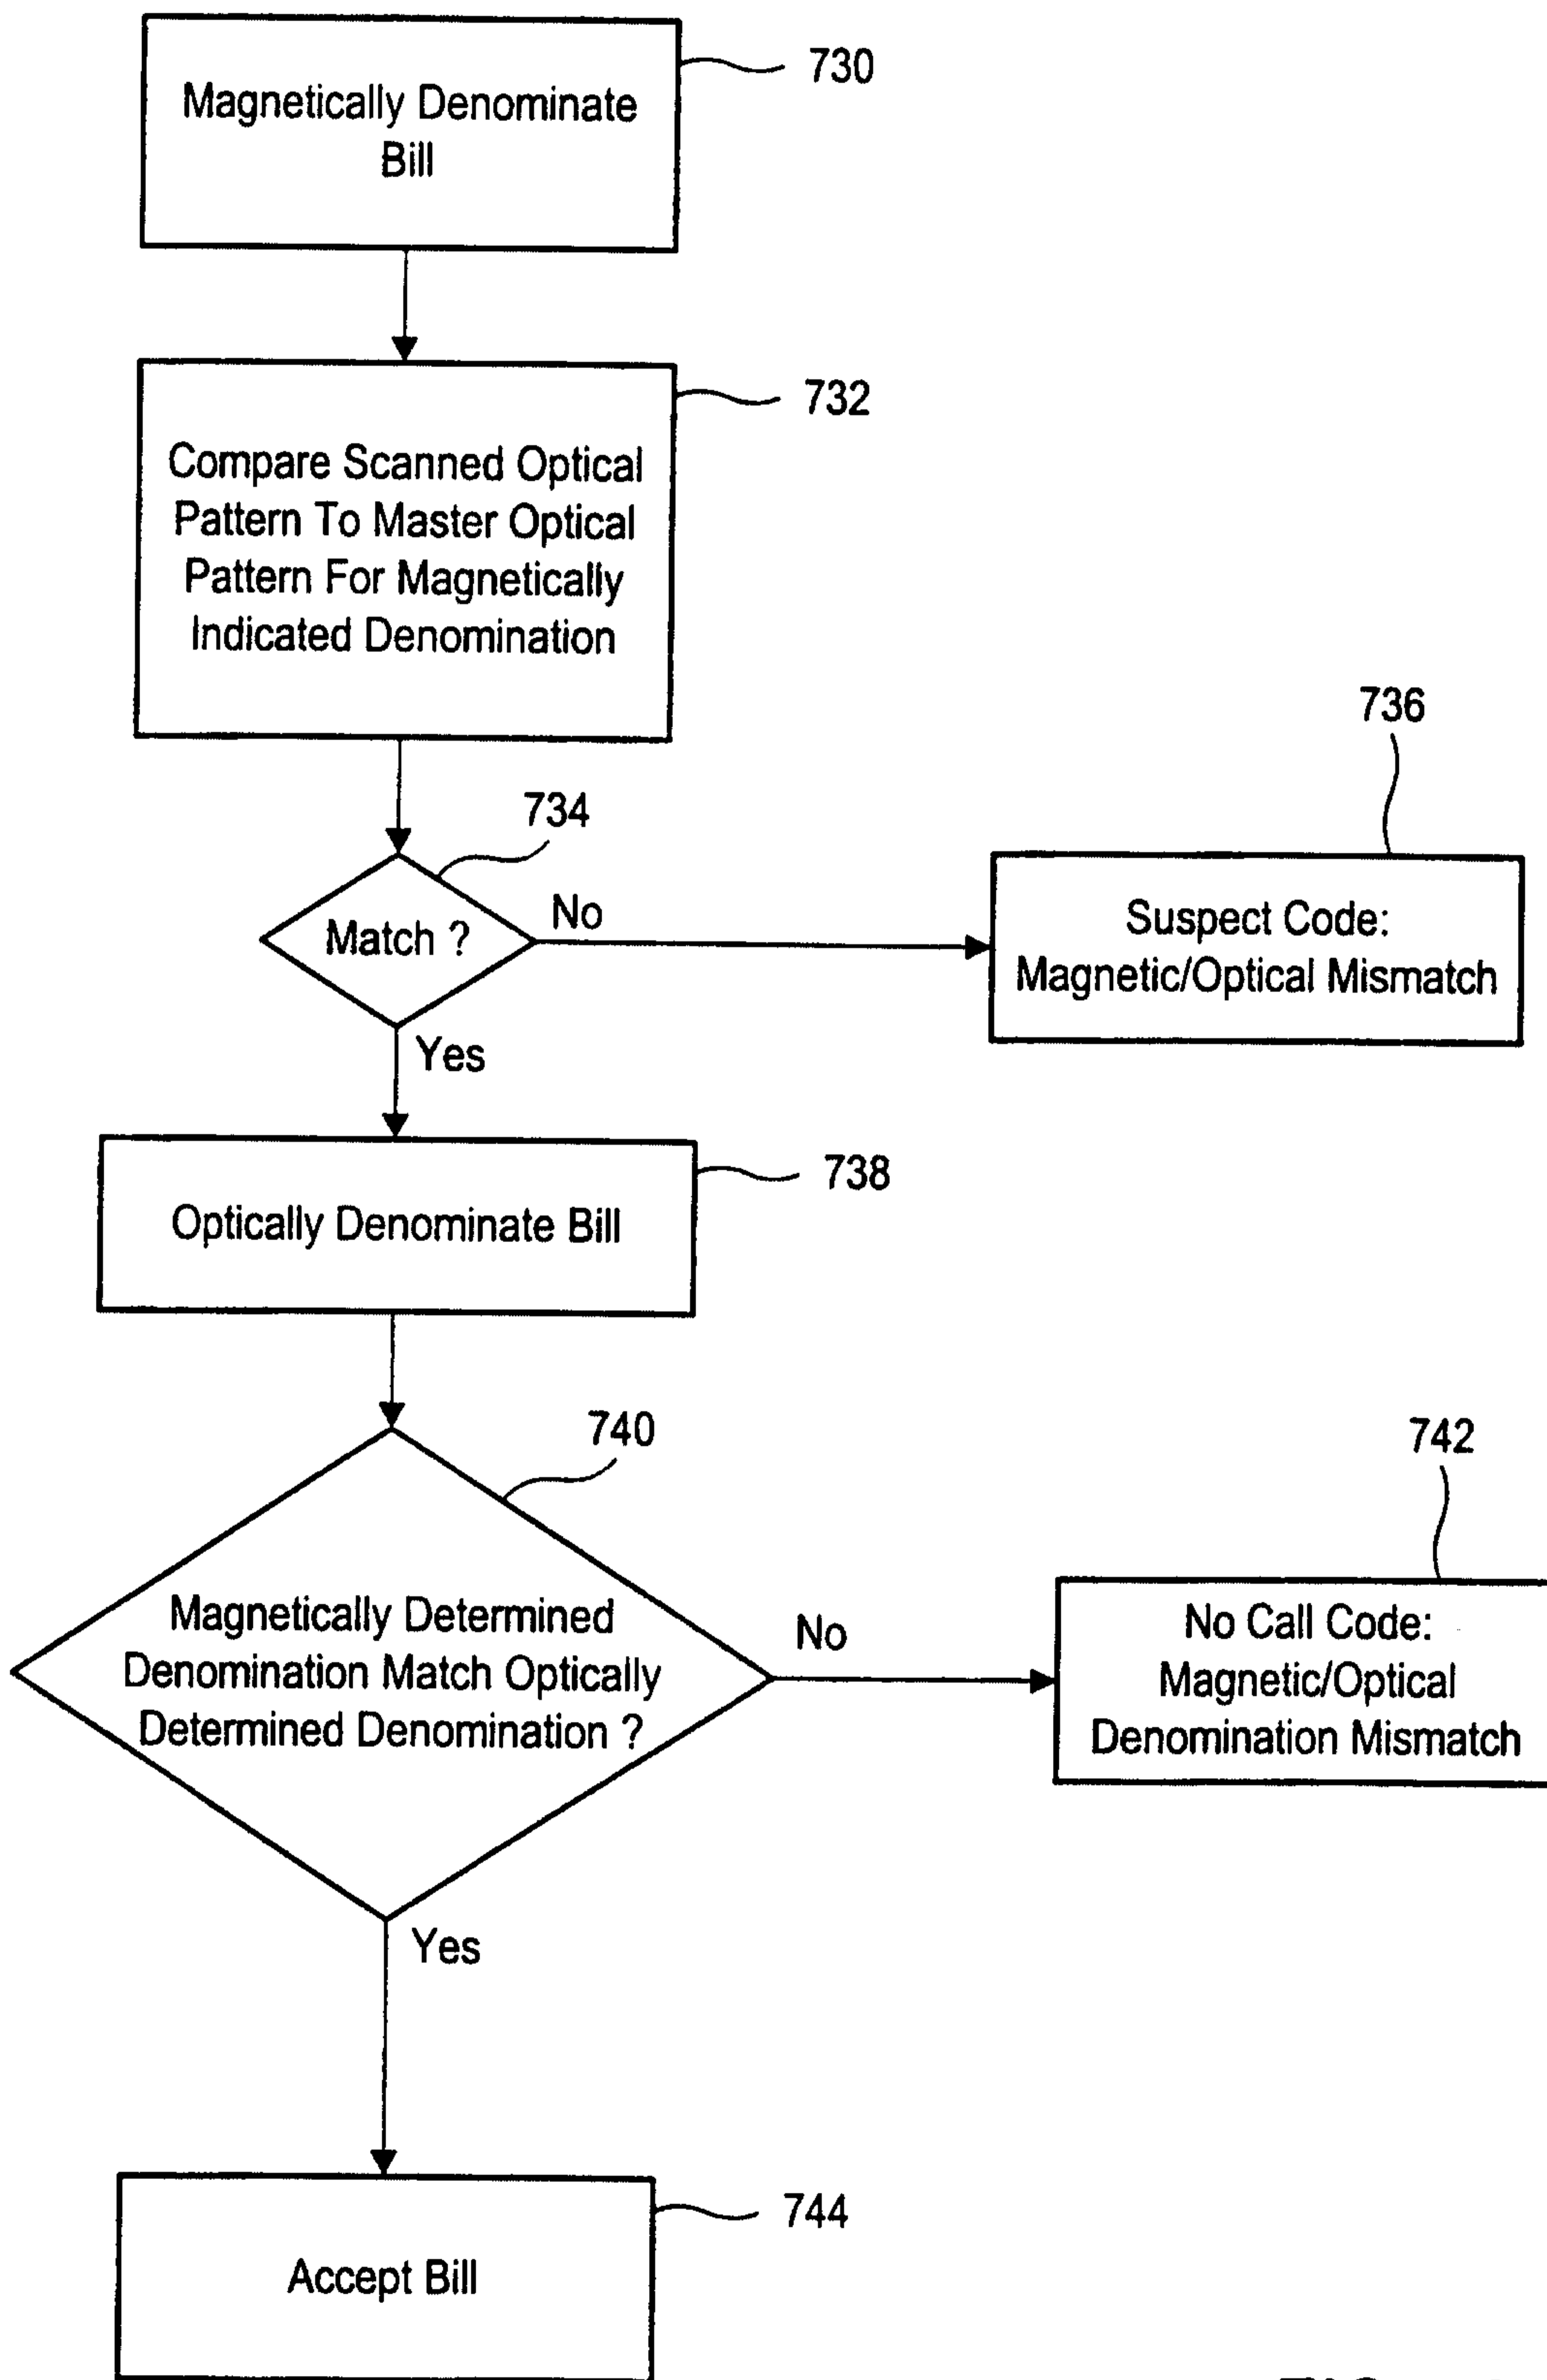 730
Magnetically Denominate
Bill
732
Compare Scanned Optical
Pattern To Master Optical
Pattern For Magnetically
Indicated Denomination
734
Match ?
No
Yes
736
Suspect Code:
Magnetic/Optical Mismatch
738
Optically Denominate Bill
740
Magnetically Determined
Denomination Match Optically
Determined Denomination ?
No
Yes
742
No Call Code:
Magnetic/Optical
Denomination Mismatch
744
Accept Bill